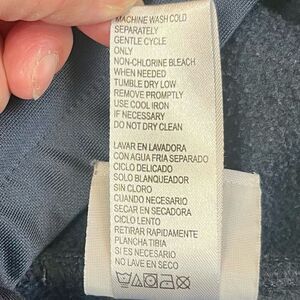 MACHINE WASH COLD
SEPARATELY
GENTLE CYCLE
ONLY
NON-CHLORINE BLEACH
WHEN NEEDED
TUMBLE DRY LOW
REMOVE PROMPTLY
USE COOL IRON
IF NECESSARY
DO NOT DRY CLEAN
LAVAR EN LAVADORA
CON AGUA FRIA SEPARADO
CICLO DELICADO
SOLO BLANQUEADOR
SIN CLORO
CUANDO NECESARIO
SECAR EN SECADORA
CICLO LENTO
RETIRAR RAPIDAMENTE
PLANCHA TIBIA
SI ES NECESARIO
NO LAVE EN SECO